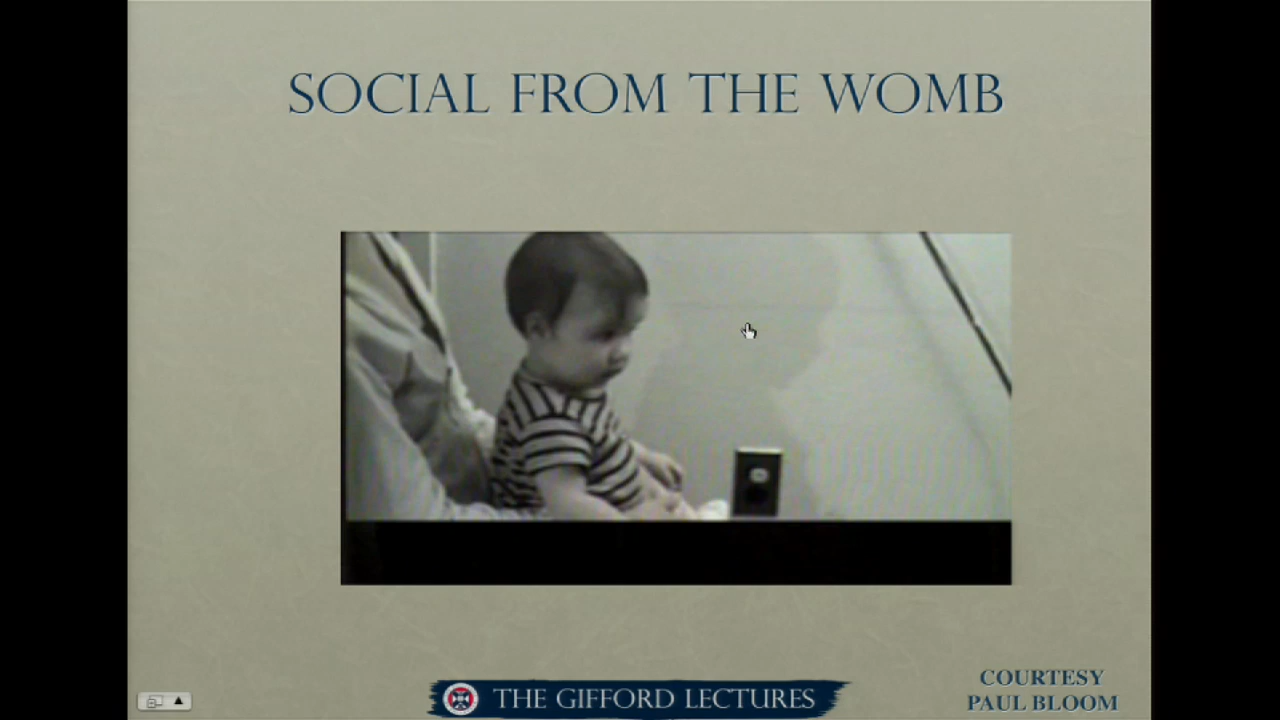 SOCIAL FROM THE WOMB
THE GIFFORD LECTURES
COURTESY
PAUL BLOOM